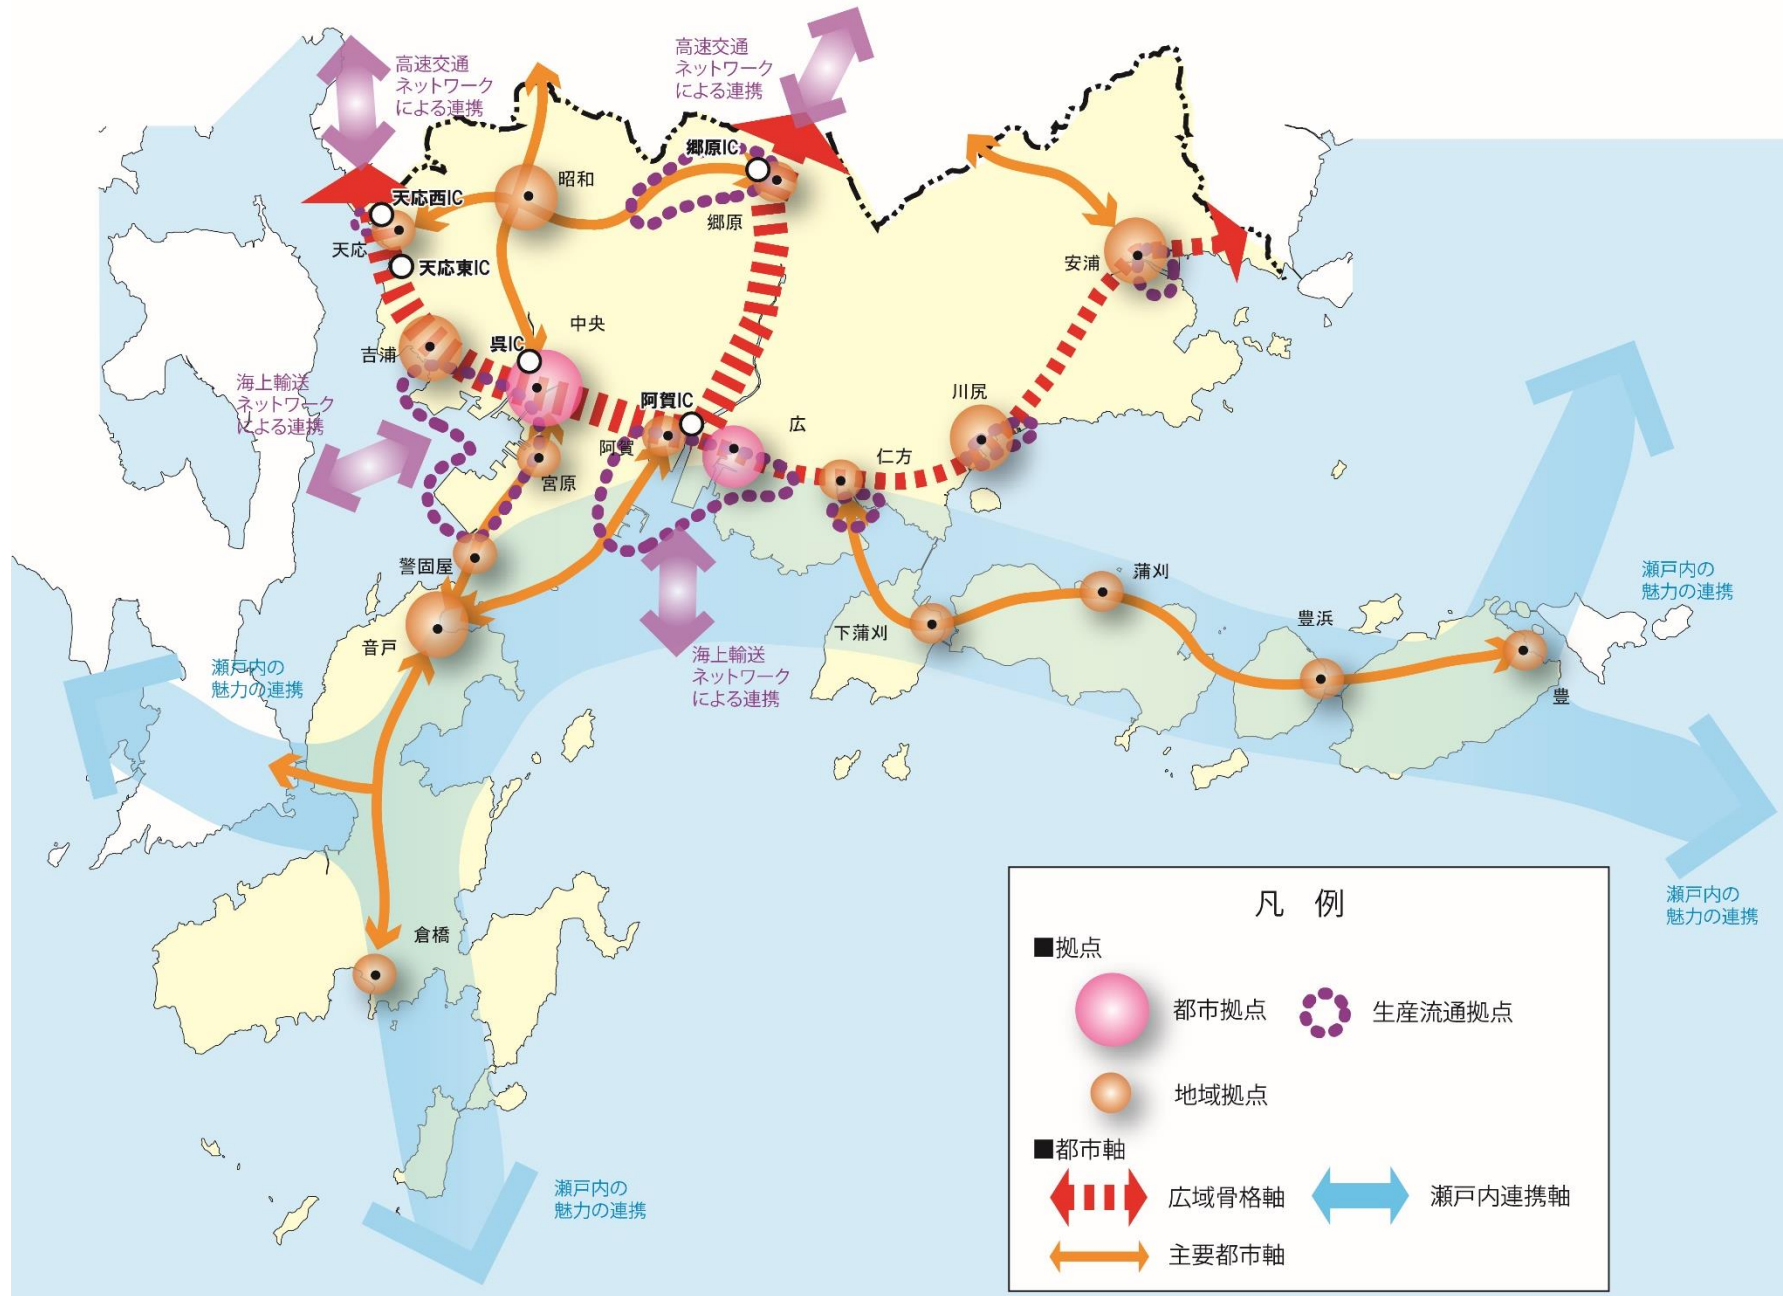 高速交通
ネットワーク
による連携
高速交通
ネットワーク
による連携
郷原IC
昭和
天応西IC
郷原
天応
天応東IC
安浦
中央
呉IC
吉浦
海上輸送
ネットワーク
による連携
阿賀IC
川尻
広
阿賀
仁方
宮原
警固屋
蒲刈
瀬戸内の
魅力の連携
豊浜
下蒲刈
音戸
海上輸送
ネットワーク
による連携
瀬戸内の
魅力の連携
豊
瀬戸内の
魅力の連携
倉橋
瀬戸内の
魅力の連携
凡 例
■拠点
都市拠点
生産流通拠点
地域拠点
■都市軸
広域骨格軸
瀬戸内連携軸
主要都市軸